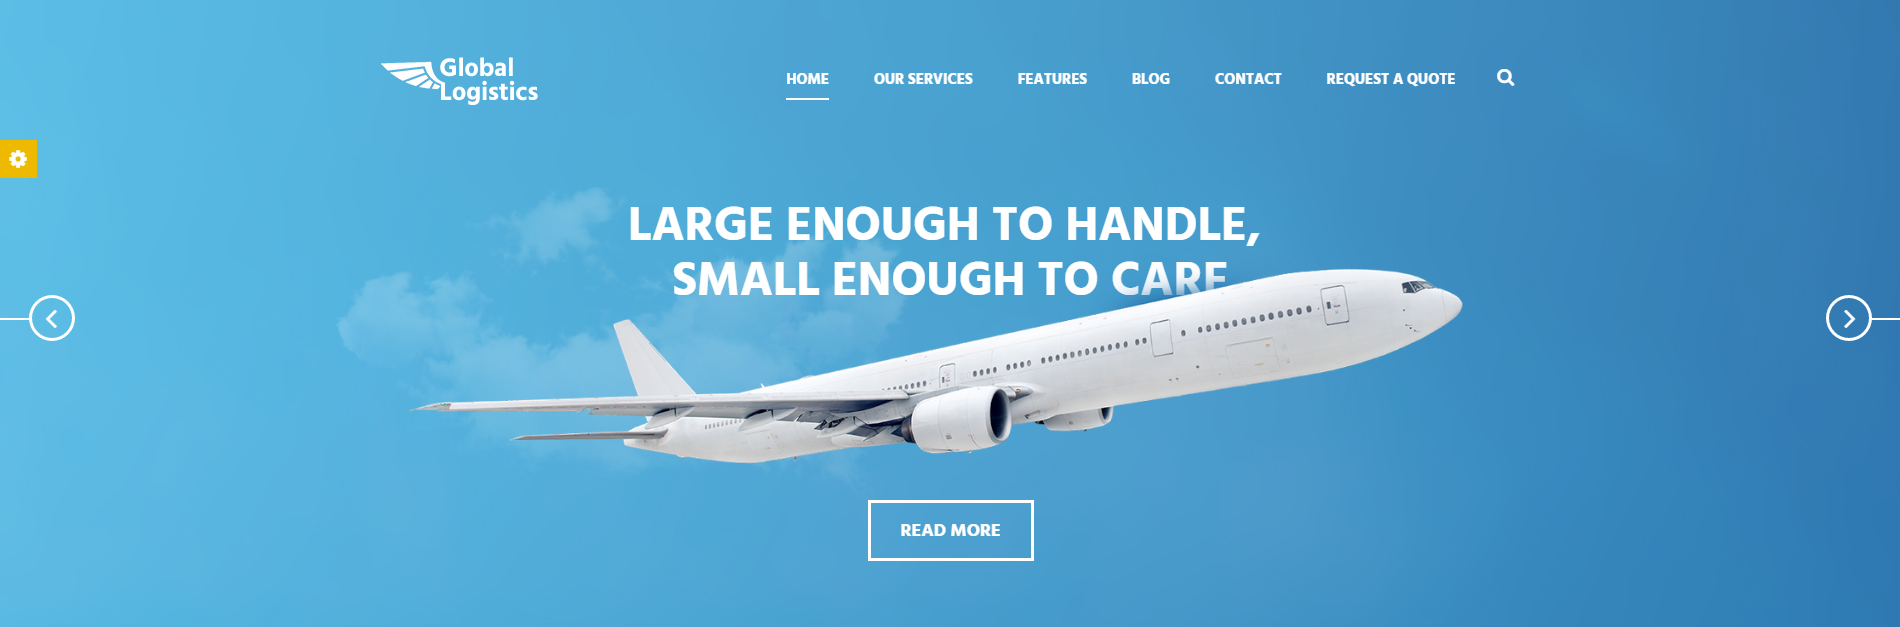 Global
Logistics
HOME
OUR SERVICES
FEATURES
BLOG
CONTACT
REQUEST A QUOTE
LARGE ENOUGH TO HANDLE,
SMALL ENOUGH TO CARE
READ MORE